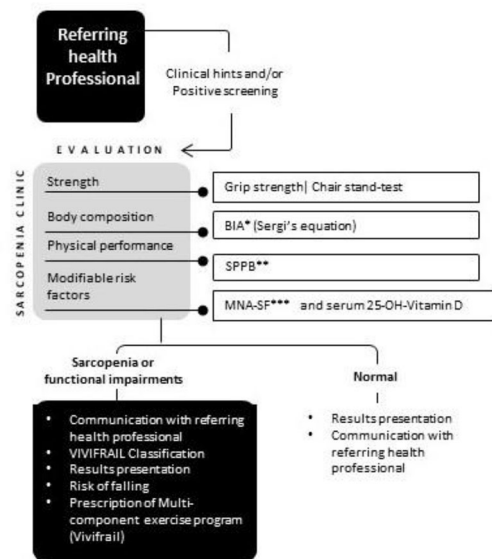 Referring
health
Professional
Clinical hints and/or
Positive screening
EVALUATION
SARCOPENIA CLINIC
Strength
Grip strength| Chair stand-test
Body composition
BIA* (Sergi's equation)
Physical performance
SPPB**
Modifiable risk
factors
MNA-SF*** and serum 25-OH-Vitamin D
Sarcopenia or
functional impairments
• Communication with referring
health professional
• VIVIFRAIL Classification
• Results presentation
• Risk of falling
• Prescription of Multi-
component exercise program
(Vivifrail)
Normal
• Results presentation
• Communication with
referring health
professional